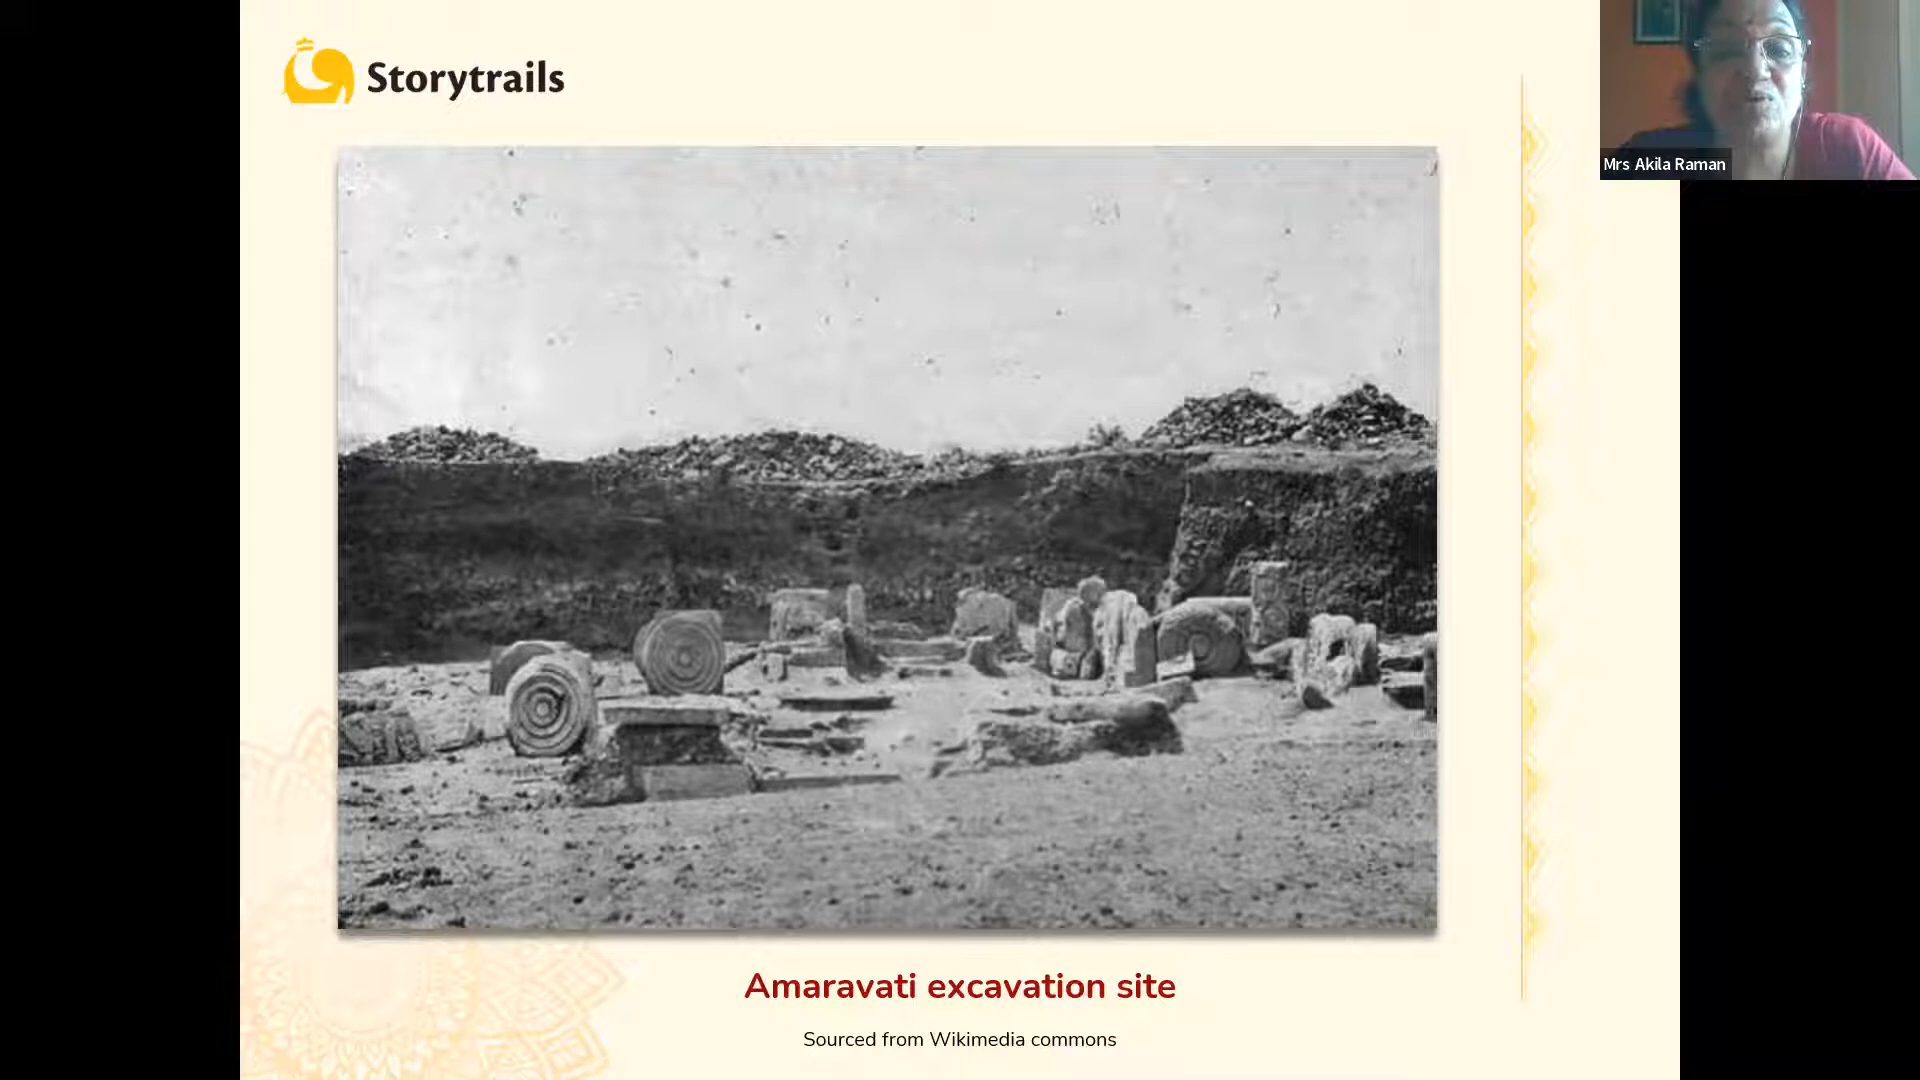 Storytrails
Mrs Akila Raman
Amaravati excavation site
Sourced from Wikimedia commons